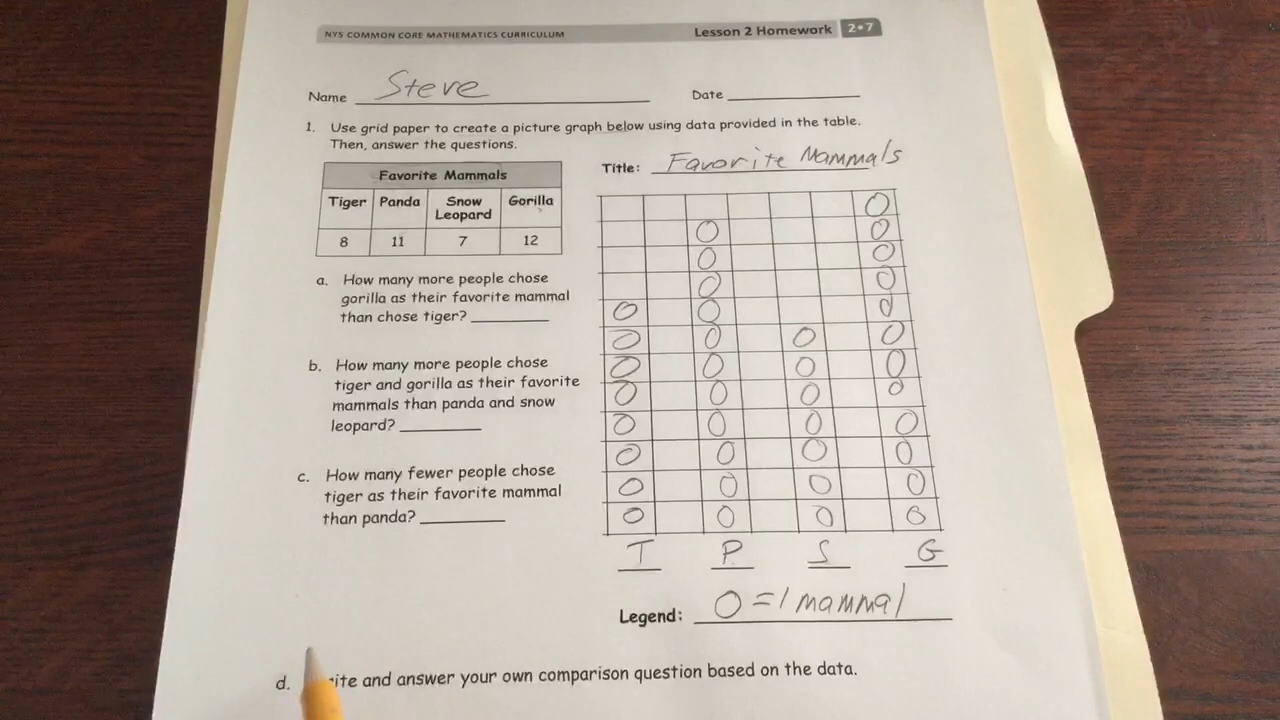 NYS COMMON CORE MATHEMATICS CURRICULUM
Lesson 2 Homework 2•7
Name Steve
Date
1. Use grid paper to create a picture graph below using data provided in the table.
Then, answer the questions.
Favorite Mammals
Tiger Panda Snow Leopard Gorilla
8 11 7 12
a. How many more people chose
gorilla as their favorite mammal
than chose tiger?
b. How many more people chose
tiger and gorilla as their favorite
mammals than panda and snow
leopard?
c. How many fewer people chose
tiger as their favorite mammal
than panda?
Title: Favorite Mammals
T P. S G
Legend: O = 1 mammal
d. and answer your own comparison question based on the data.